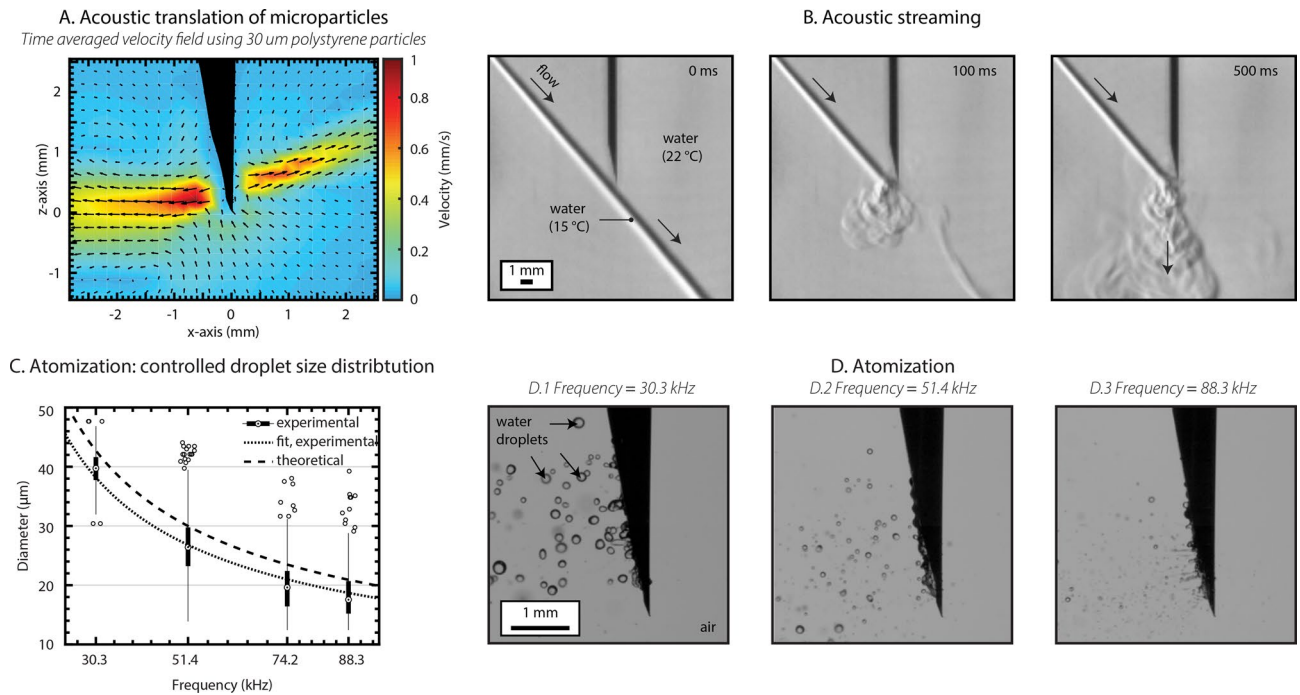 A. Acoustic translation of microparticles
Time averaged velocity field using 30 um polystyrene particles
2
1
0
-1
z-axis (mm)
-2
-1
0
1
2
x-axis (mm)
1
0.8
0.6
0.4
0.2
0
Velocity (mm/s)
B. Acoustic streaming
flow
0 ms
water
(22 °C)
water
(15 °C)
1 mm
100 ms
500 ms
C. Atomization: controlled droplet size distribtution
50
40
30
20
10
Diameter (µm)
experimental
fit, experimental
theoretical
30.3
51.4
74.2
88.3
Frequency (kHz)
D. Atomization
D.1 Frequency = 30.3 kHz
water
droplets
1 mm
air
D.2 Frequency = 51.4 kHz
D.3 Frequency = 88.3 kHz